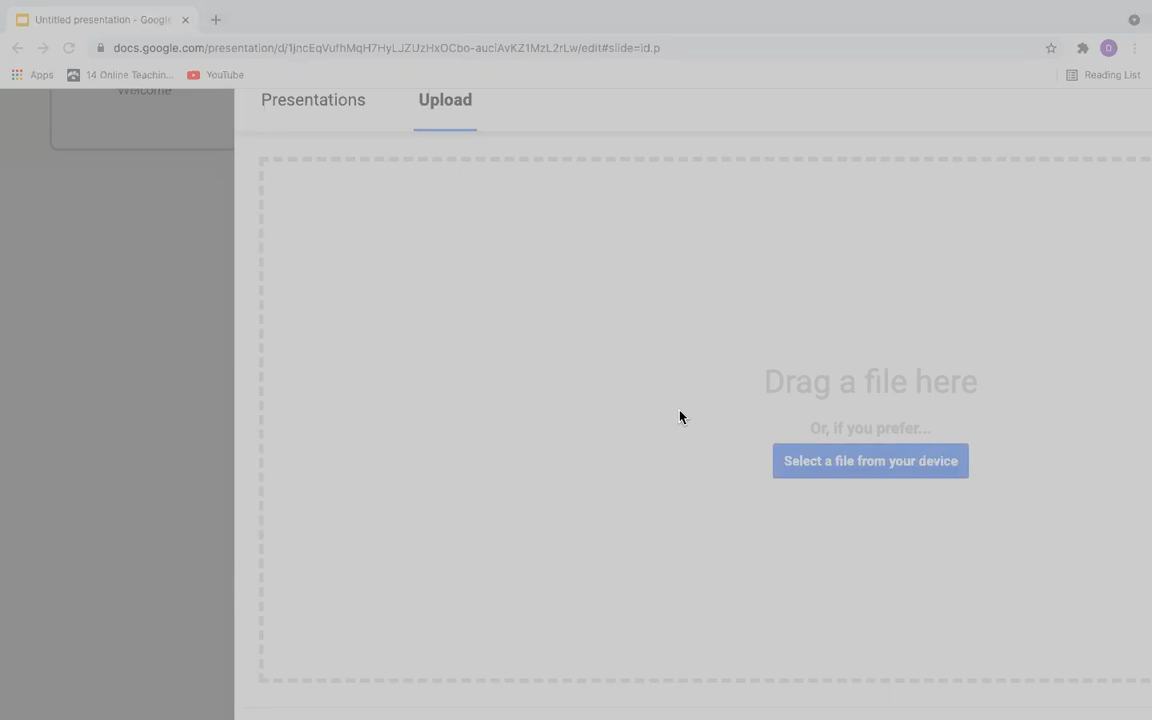 Untitled presentation - Google
docs.google.com/presentation/d/1jncEqVufhMqH7HyLJZUzHxOCbo-auciAvKZ1MzL2rLw/edit#slide=id.p
D
Apps
14 Online Teachin...
YouTube
Reading List
Welcome
Presentations
Upload
Drag a file here
Or, if you prefer...
Select a file from your device